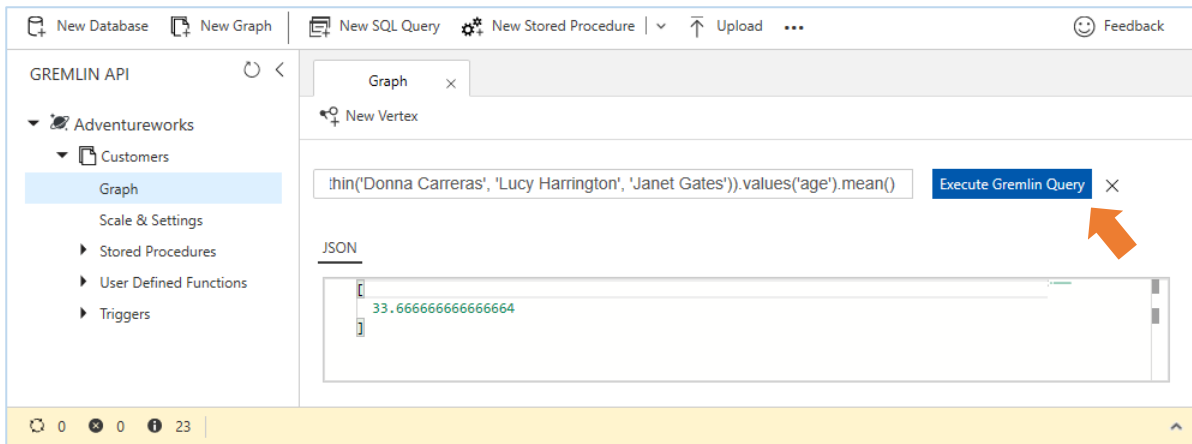 New Database New Graph New SQL Query New Stored Procedure Upload ••• Feedback
GREMLIN API
Adventureworks
Customers
Graph
Scale & Settings
Stored Procedures
User Defined Functions
Triggers
Graph
New Vertex
thin('Donna Carreras', 'Lucy Harrington', 'Janet Gates')).values('age').mean() Execute Gremlin Query
JSON
[
33.666666666666664
]
0 0 23